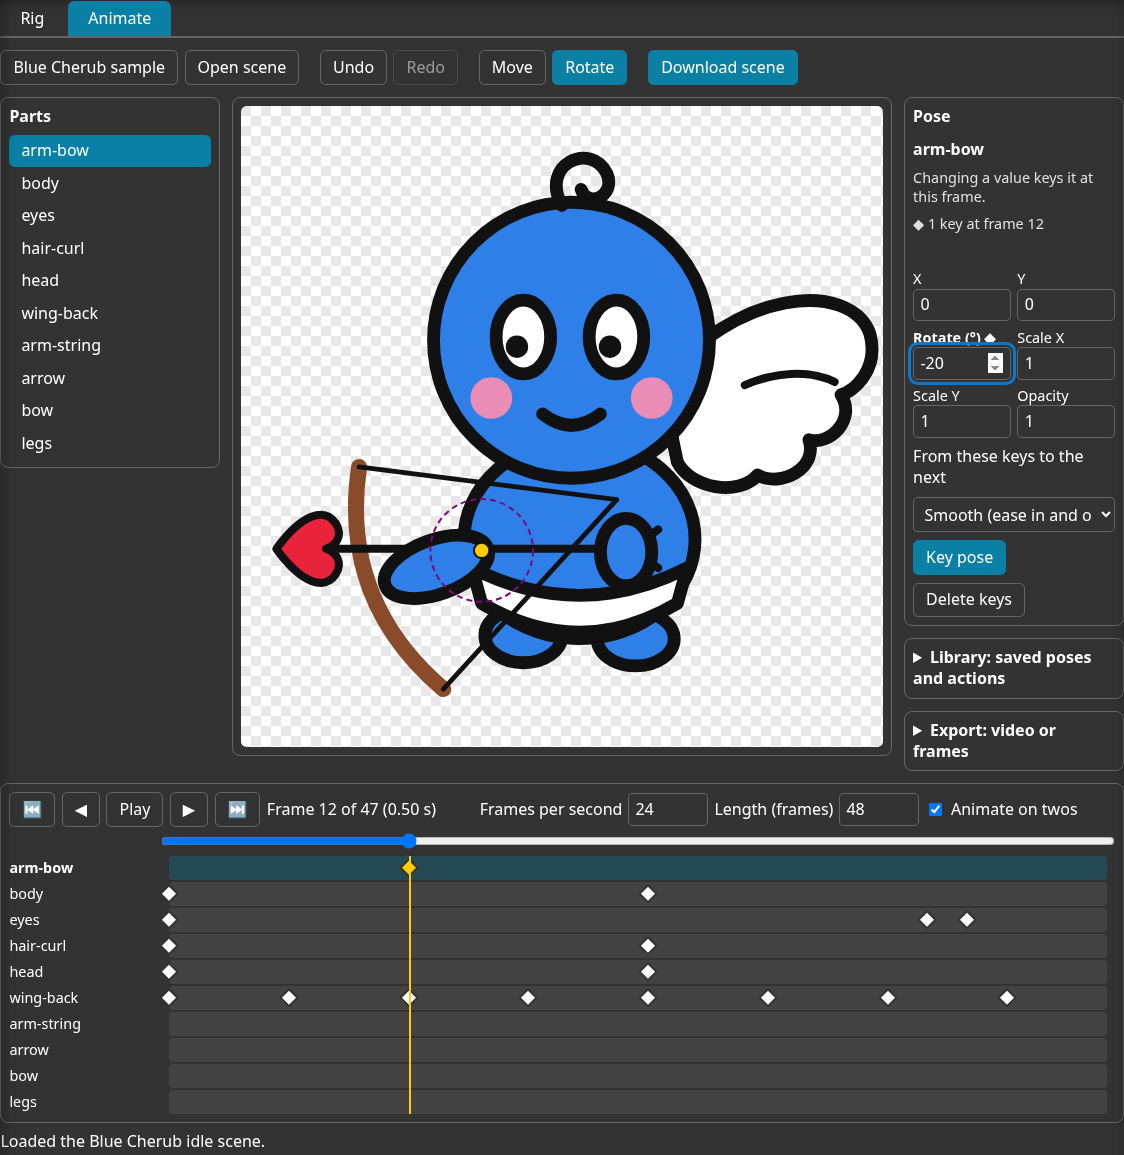 Rig Animate
Blue Cherub sample Open scene Undo Redo Move Rotate Download scene
Parts
arm-bow
body
eyes
hair-curl
head
wing-back
arm-string
arrow
bow
legs
Pose
arm-bow
Changing a value keys it at
this frame.
◆ 1 key at frame 12
X Y
0 0
Rotate (°) ◆ Scale X
-20 1
Scale Y Opacity
1 1
From these keys to the
next
Smooth (ease in and o
Key pose
Delete keys
▶ Library: saved poses
and actions
▶ Export: video or
frames
⏮ ◀ Play ▶ ⏭ Frame 12 of 47 (0.50 s) Frames per second 24 Length (frames) 48 Animate on twos
arm-bow
body
eyes
hair-curl
head
wing-back
arm-string
arrow
bow
legs
Loaded the Blue Cherub idle scene.